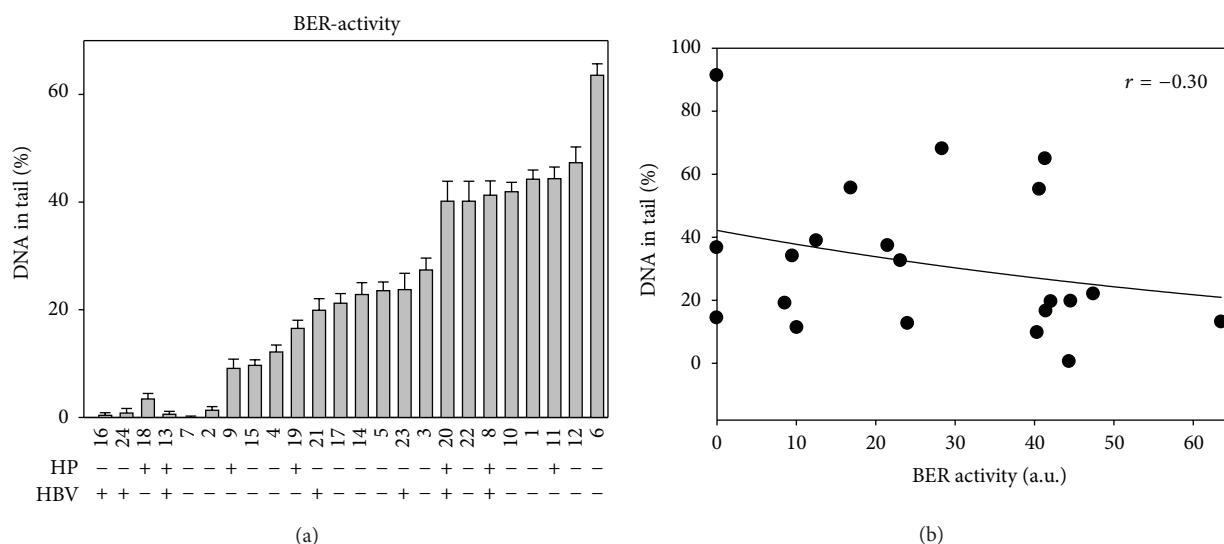 BER-activity
DNA in tail (%)
60
40
20
0
16 24 18 13 7 2 9 15 4 19 21 17 14 5 23 3 20 22 8 10 1 11 12 6
HP − − + + − − + − − + − − − − − − + − + − − + − −
HBV + + − + − − − − − − + − − − + − + − + − − − − −
(a)
r = −0.30
DNA in tail (%)
100
80
60
40
20
0
0 10 20 30 40 50 60
BER activity (a.u.)
(b)